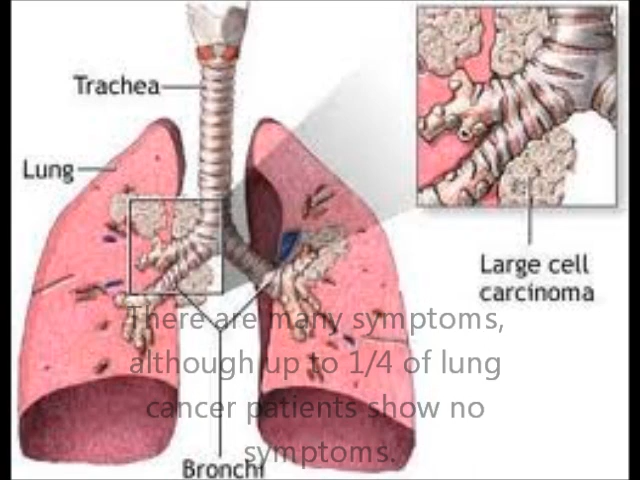 Trachea
Lung
Large cell
carcinoma
There are many symptoms,
although up to 1/4 of lung
cancer patients show no
symptoms.
Bronchi